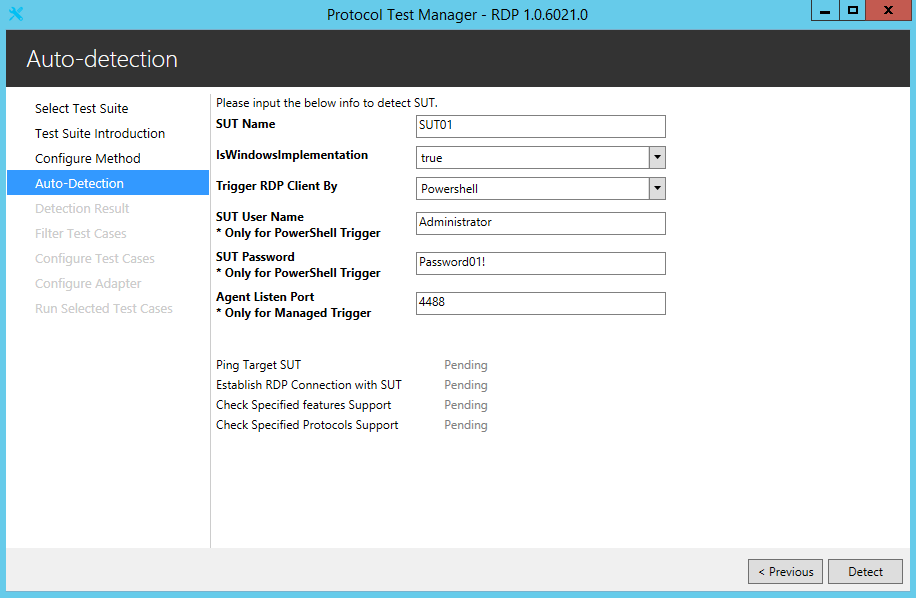 Protocol Test Manager - RDP 1.0.6021.0
Auto-detection
Select Test Suite
Test Suite Introduction
Configure Method
Auto-Detection
Detection Result
Filter Test Cases
Configure Test Cases
Configure Adapter
Run Selected Test Cases
Please input the below info to detect SUT.
SUT Name
SUT01
IsWindowsImplementation
true
Trigger RDP Client By
Powershell
SUT User Name
* Only for PowerShell Trigger
Administrator
SUT Password
* Only for PowerShell Trigger
Password01!
Agent Listen Port
* Only for Managed Trigger
4488
Ping Target SUT Pending
Establish RDP Connection with SUT Pending
Check Specified features Support Pending
Check Specified Protocols Support Pending
< Previous
Detect